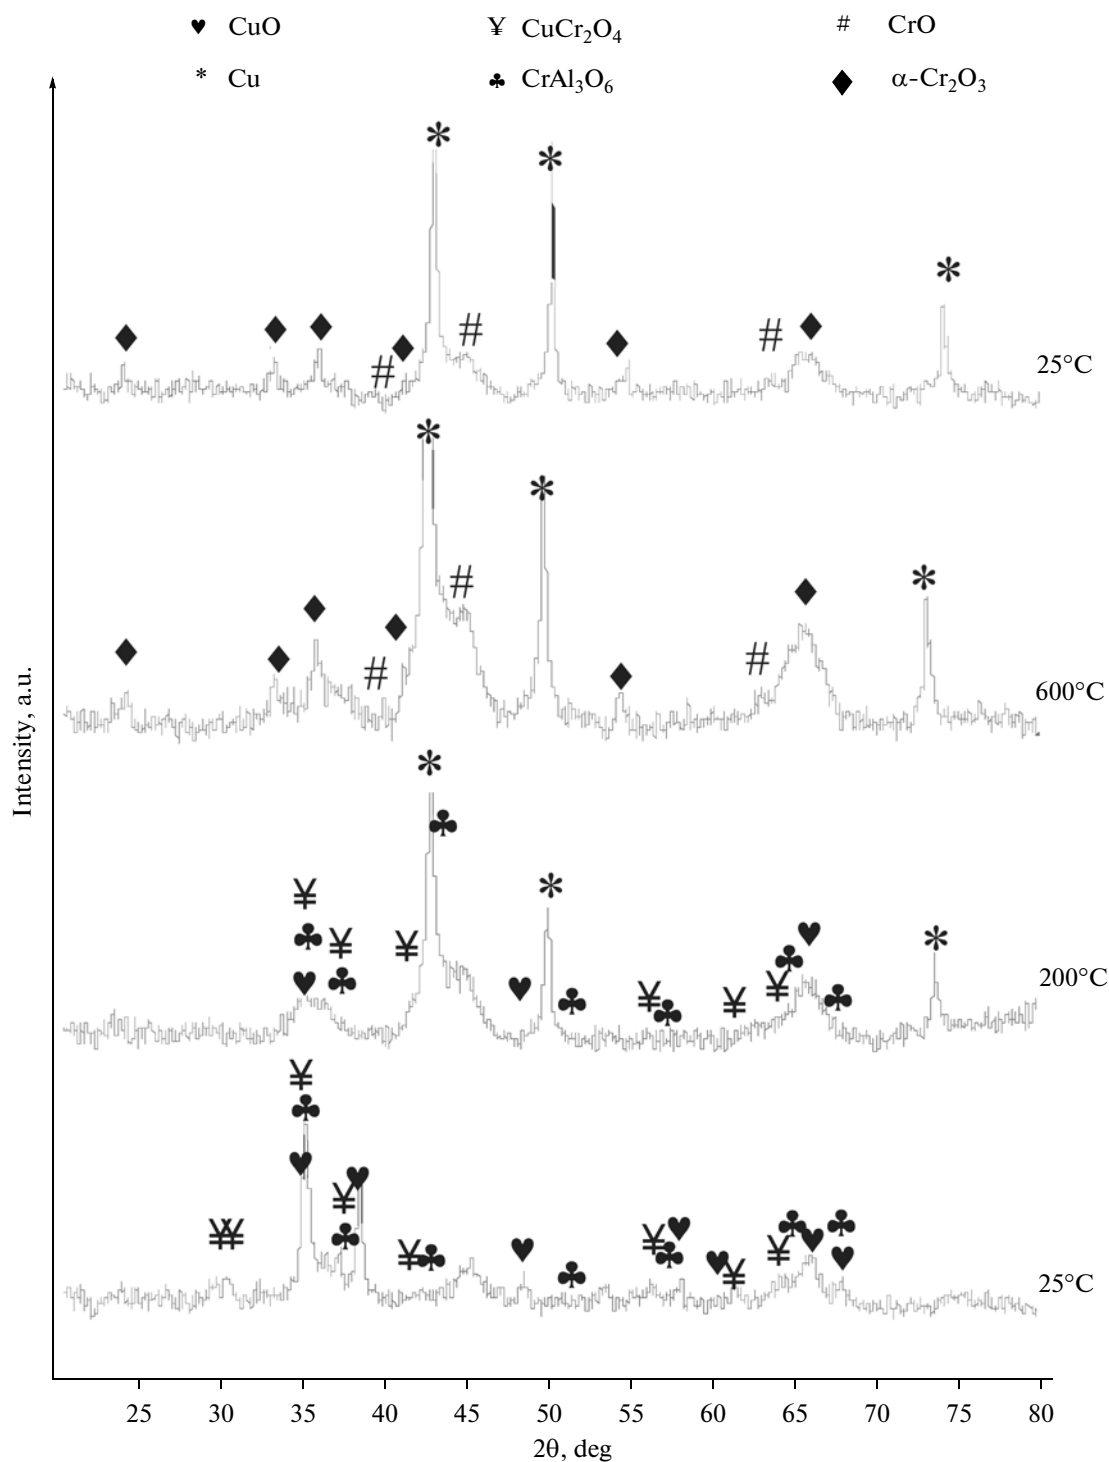 ♥ CuO ¥ CuCr₂O₄ # CrO
* Cu ♣ CrAl₃O₆ ♦ α-Cr₂O₃
25°C
600°C
200°C
25°C
Intensity, a.u.
25 30 35 40 45 50 55 60 65 70 75 80
2θ, deg